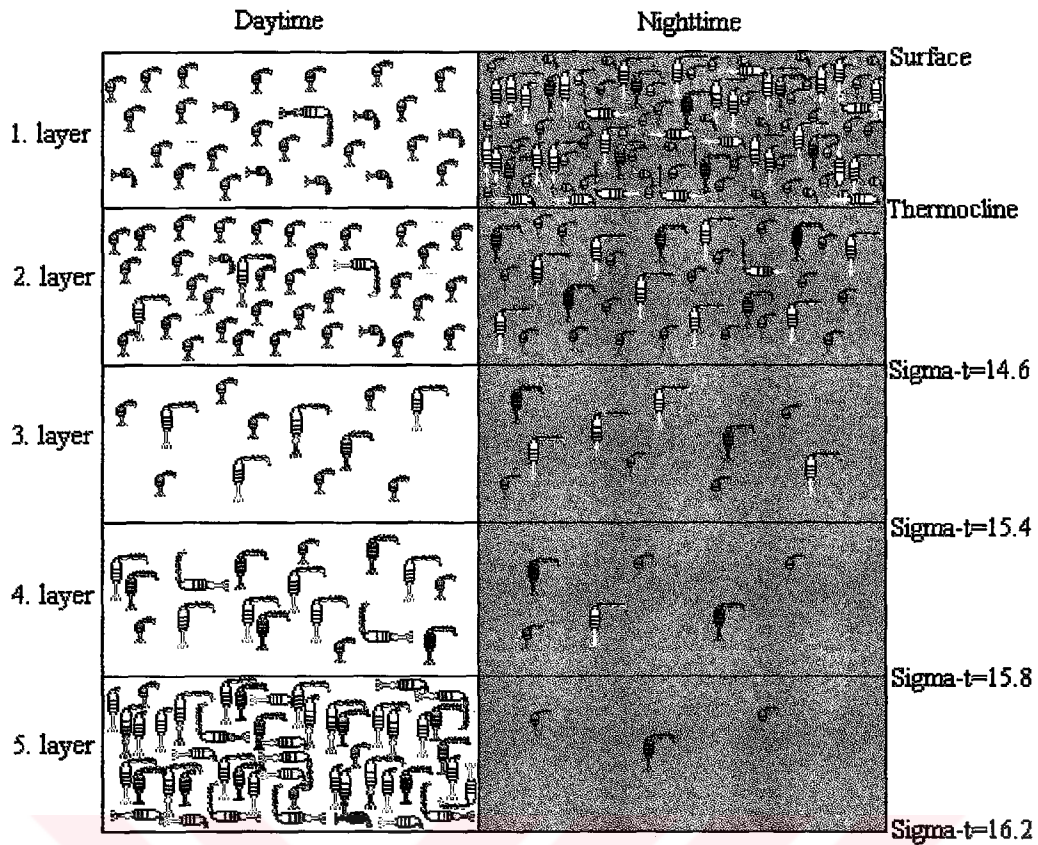 Daytime
Nighttime
Surface
1. layer
Thermocline
2. layer
Sigma-t=14.6
3. layer
Sigma-t=15.4
4. layer
Sigma-t=15.8
5. layer
Sigma-t=16.2